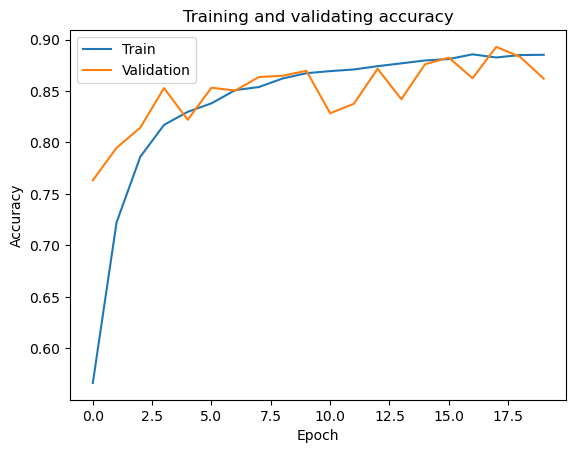 Training and validating accuracy
Train
Validation
0.90
0.85
0.80
0.75
0.70
0.65
0.60
Accuracy
0.0 2.5 5.0 7.5 10.0 12.5 15.0 17.5
Epoch